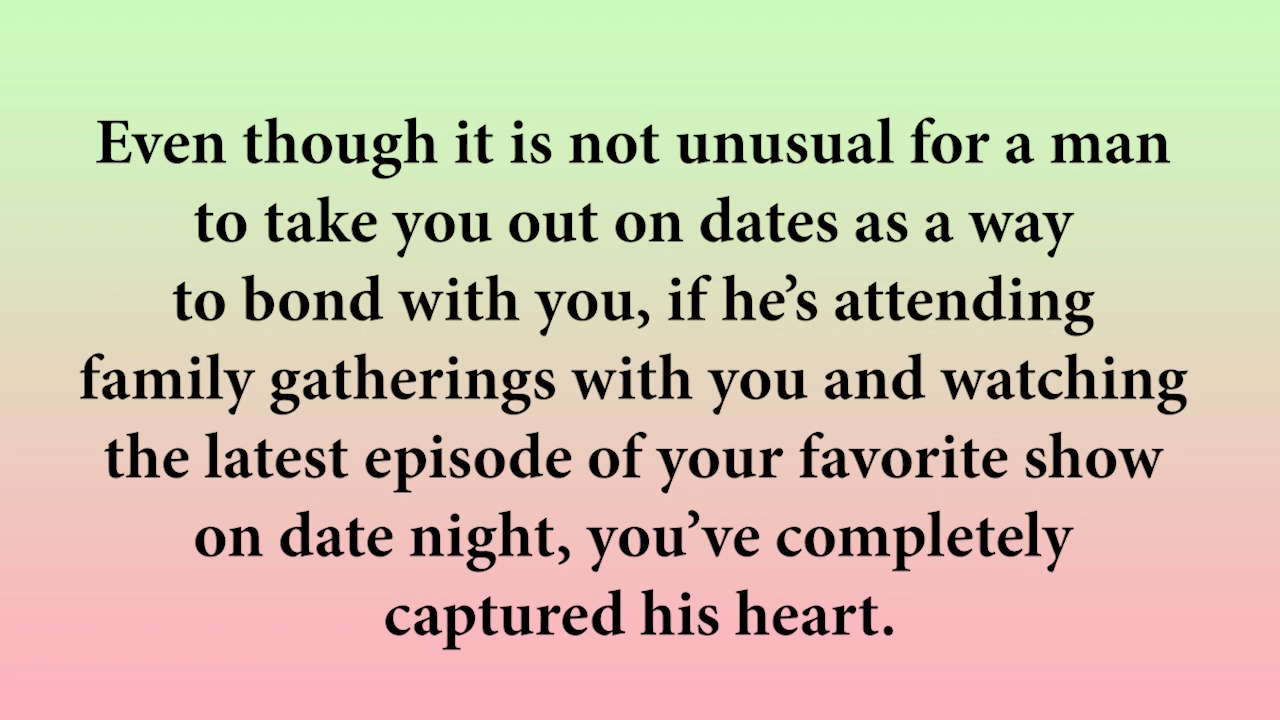 Even though it is not unusual for a man
to take you out on dates as a way
to bond with you, if he’s attending
family gatherings with you and watching
the latest episode of your favorite show
on date night, you’ve completely
captured his heart.